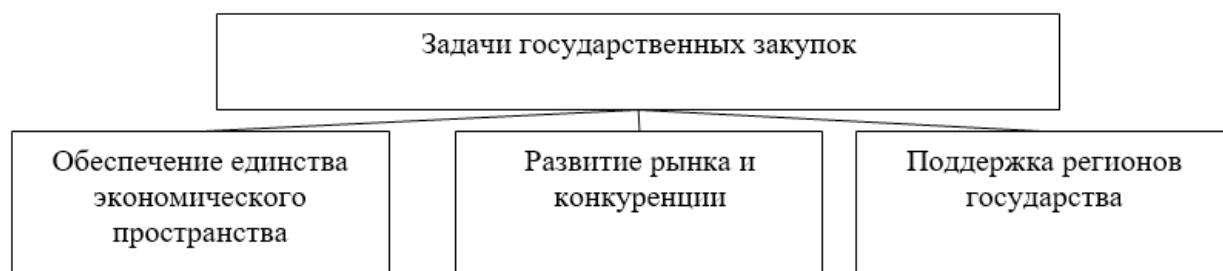 Задачи государственных закупок
Обеспечение единства
экономического
пространства
Развитие рынка и
конкуренции
Поддержка регионов
государства